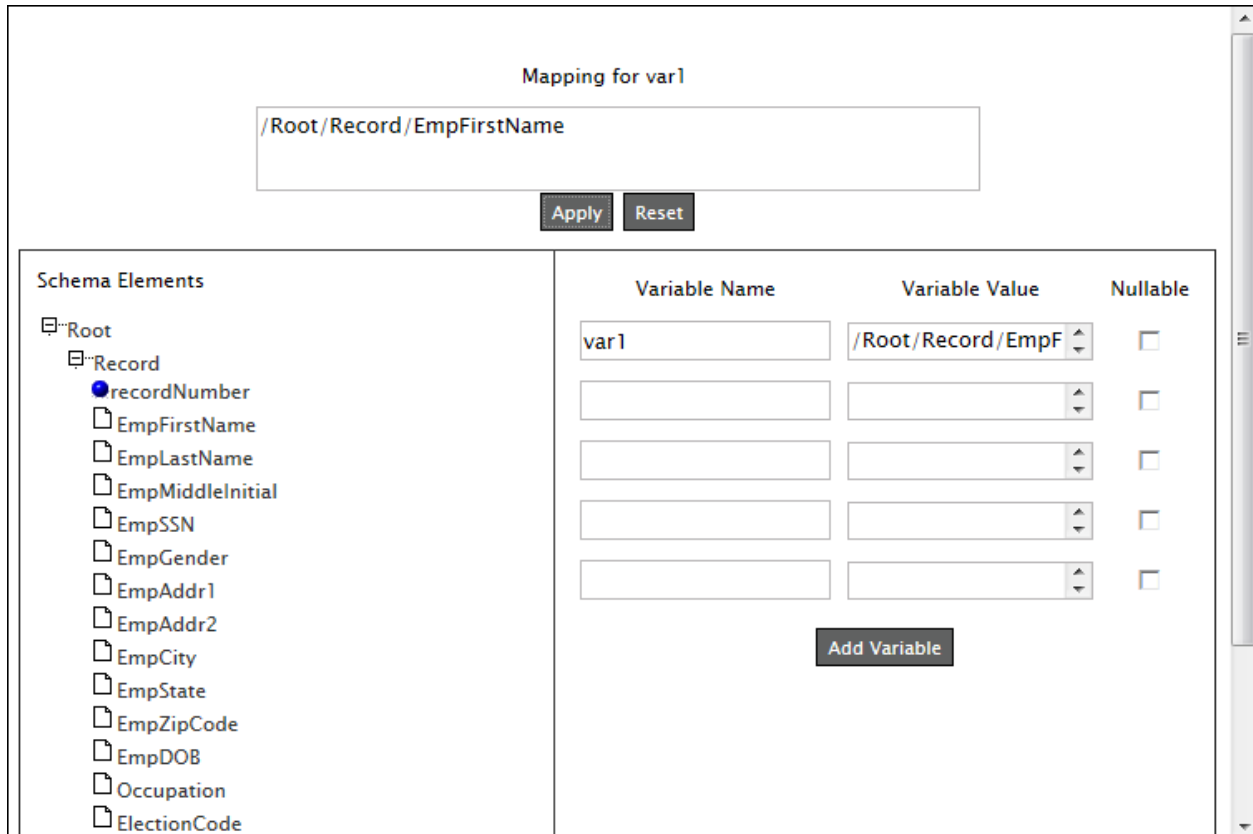 Mapping for var1
/Root/Record/EmpFirstName
Apply Reset
Schema Elements
Root
Record
recordNumber
EmpFirstName
EmpLastName
EmpMiddleInitial
EmpSSN
EmpGender
EmpAddr1
EmpAddr2
EmpCity
EmpState
EmpZipCode
EmpDOB
Occupation
ElectionCode
Variable Name Variable Value Nullable
var1 /Root/Record/EmpF
Add Variable